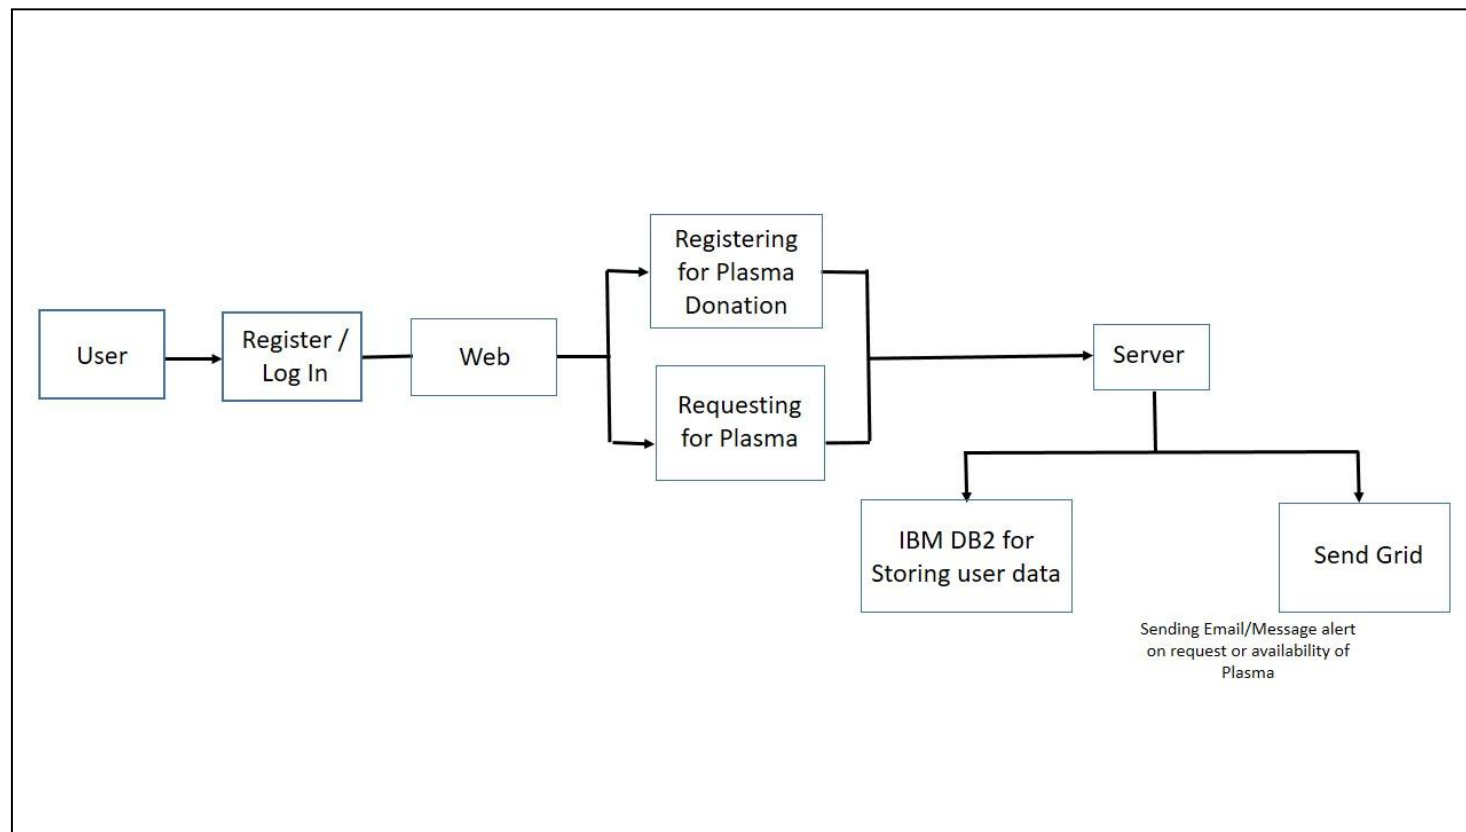 User
Register /
Log In
Web
Registering
for Plasma
Donation
Requesting
for Plasma
Server
IBM DB2 for
Storing user data
Send Grid
Sending Email/Message alert
on request or availability of
Plasma